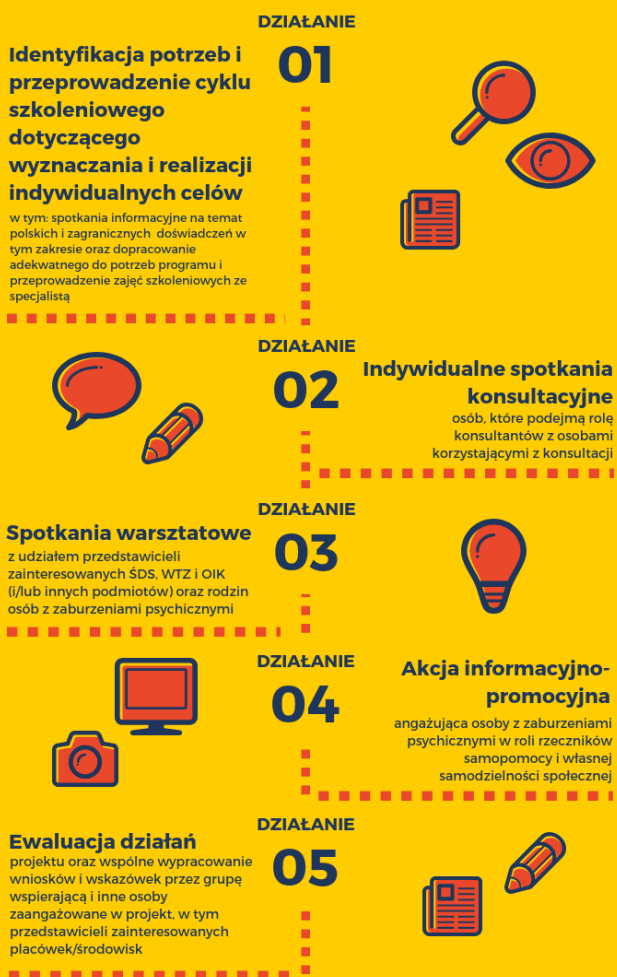 DZIAŁANIE
01
Identyfikacja potrzeb i
przeprowadzenie cyklu
szkoleniowego
dotyczącego
wyznaczania i realizacji
indywidualnych celów
w tym: spotkania informacyjne na temat
polskich i zagranicznych doświadczeń w
tym zakresie oraz dopracowanie
adekwatnego do potrzeb programu i
przeprowadzenie zajęć szkoleniowych ze
specjalistą
DZIAŁANIE
02
Indywidualne spotkania
konsultacyjne
osób, które podejmą rolę
konsultantów z osobami
korzystającymi z konsultacji
DZIAŁANIE
03
Spotkania warsztatowe
z udziałem przedstawicieli
zainteresowanych ŚDS, WTZ i OIK
(i/lub innych podmiotów) oraz rodzin
osób z zaburzeniami psychicznymi
DZIAŁANIE
04
Akcja informacyjno-
promocyjna
angażująca osoby z zaburzeniami
psychicznymi w roli rzeczników
samopomocy i własnej
samodzielności społecznej
DZIAŁANIE
05
Ewaluacja działań
projektu oraz wspólne wypracowanie
wniosków i wskazówek przez grupę
wspierającą i inne osoby
zaangażowane w projekt, w tym
przedstawicieli zainteresowanych
placówek/środowisk